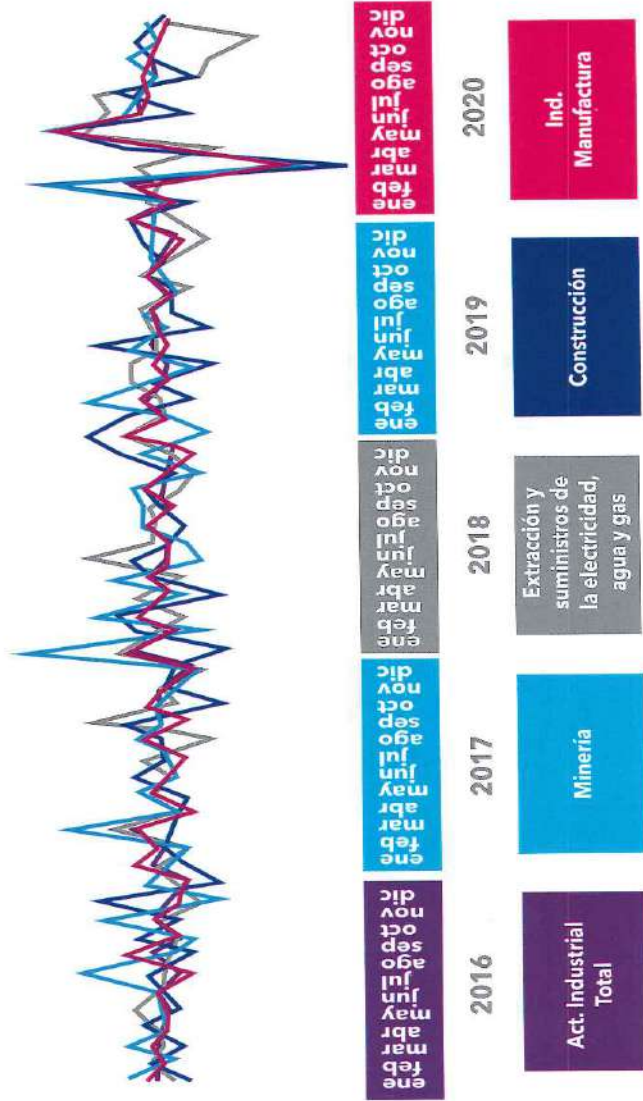 ene
feb
mar
abr
may
jun
jul
ago
sep
oct
nov
dic
ene
feb
mar
abr
may
jun
jul
ago
sep
oct
nov
dic
ene
feb
mar
abr
may
jun
jul
ago
sep
oct
nov
dic
ene
feb
mar
abr
may
jun
jul
ago
sep
oct
nov
dic
ene
feb
mar
abr
may
jun
jul
ago
sep
oct
nov
dic
2016
2017
2018
2019
2020
Act. Industrial
Total
Minería
Extracción y
suministros de
la electricidad,
agua y gas
Construcción
Ind.
Manufactura